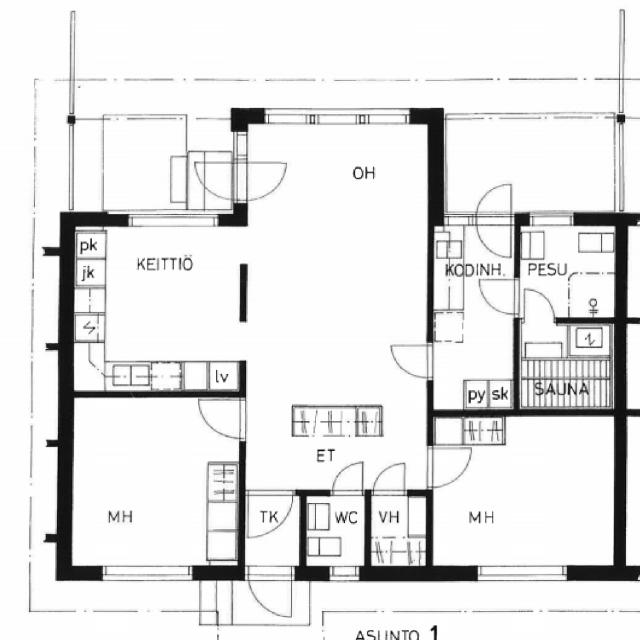 OH
pk
KEITTIÖ
jk
KODINH.
PESU
lv
py
sk
SAUNA
ET
MH
TK
WC
VH
MH
ASUNTO 1